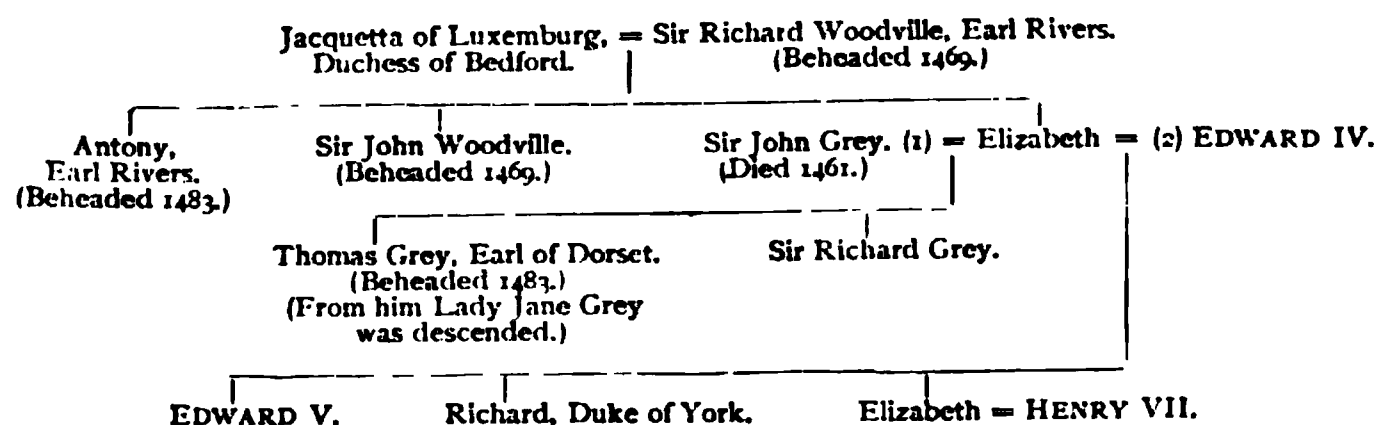 Jacquetta of Luxemburg, = Sir Richard Woodville, Earl Rivers.
Duchess of Bedford. (Beheaded 1469.)
Antony, Sir John Woodville. Sir John Grey. (1) = Elizabeth = (2) EDWARD IV.
Earl Rivers. (Beheaded 1469.) (Died 1461.)
(Beheaded 1483.)
Thomas Grey, Earl of Dorset. Sir Richard Grey.
(Beheaded 1483.)
(From him Lady Jane Grey
was descended.)
EDWARD V. Richard, Duke of York. Elizabeth = HENRY VII.